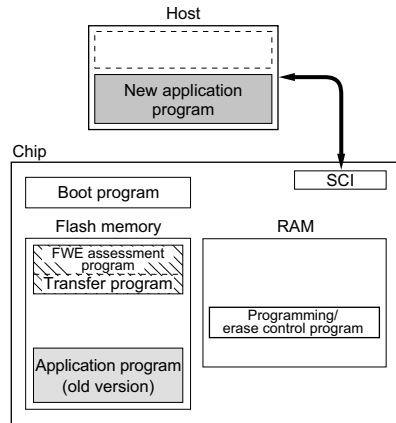 Host
New application
program
Chip
SCI
Boot program
Flash memory
RAM
FWE assessment
program
Transfer program
Programming/
erase control program
Application program
(old version)